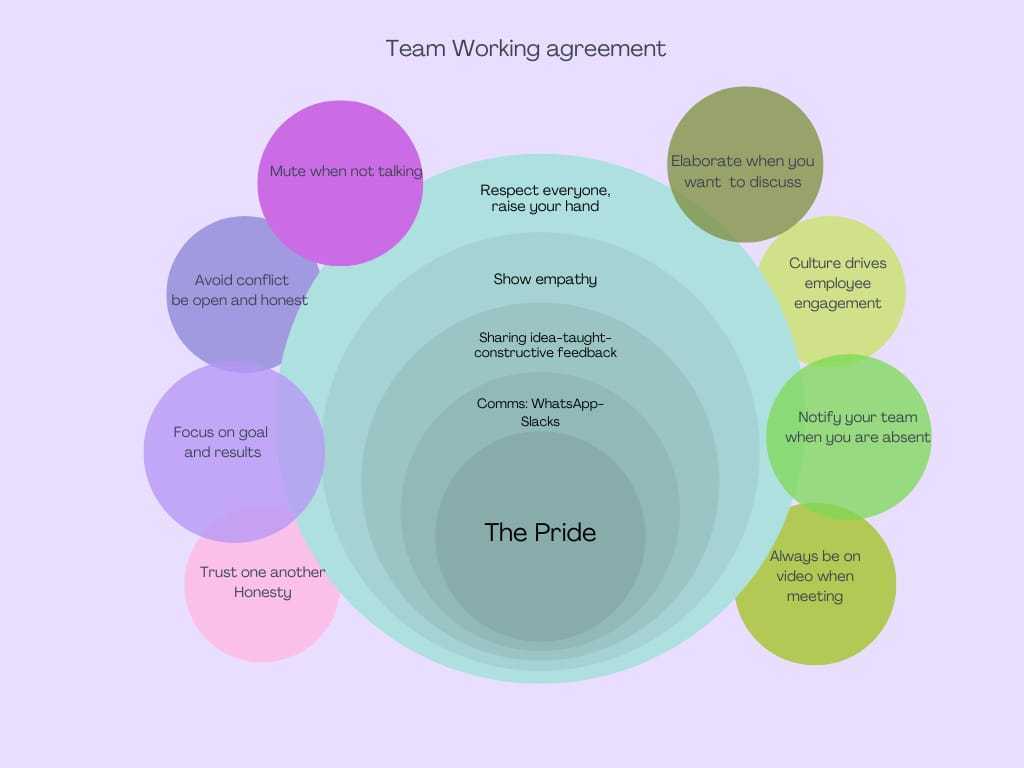 Team Working agreement
Mute when not talking
Elaborate when you
want  to discuss
Respect everyone,
raise your hand
Avoid conflict
be open and honest
Show empathy
Culture drives
employee
engagement
Sharing idea-taught-
constructive feedback
Comms: WhatsApp-
Slacks
Focus on goal
and results
Notify your team
when you are absent
The Pride
Trust one another
Honesty
Always be on
video when
meeting